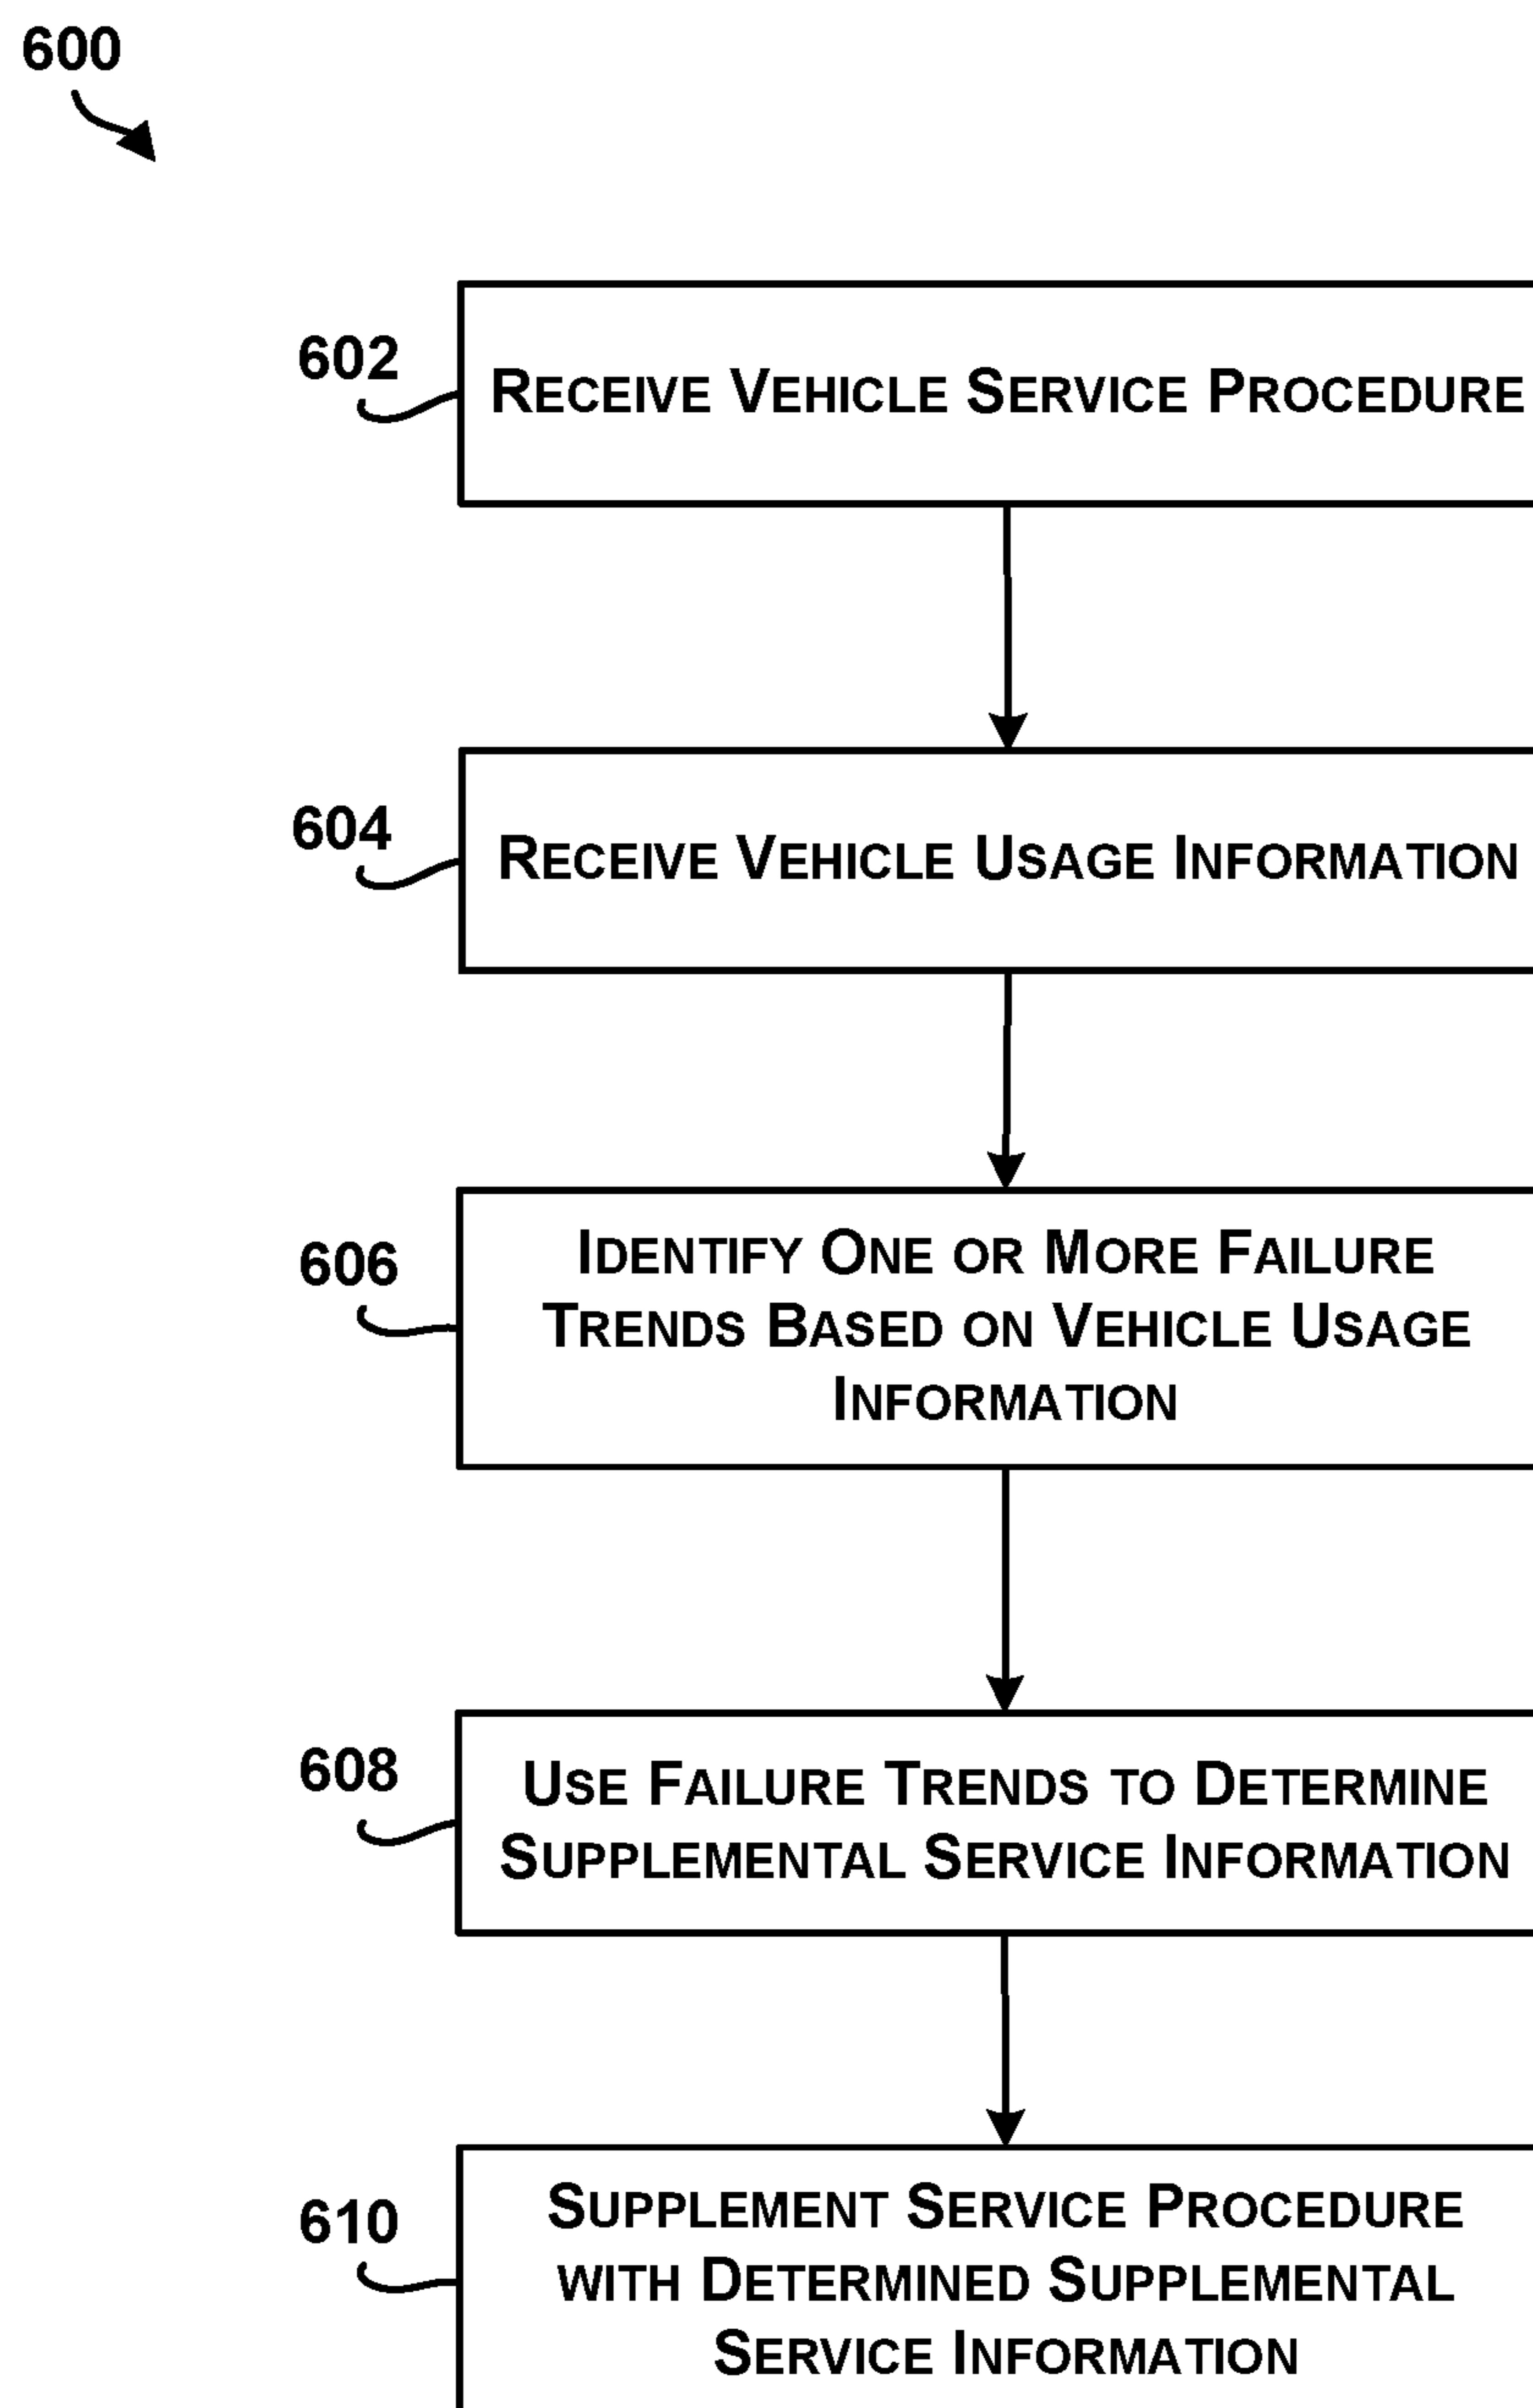 600
602
RECEIVE VEHICLE SERVICE PROCEDURE
604
RECEIVE VEHICLE USAGE INFORMATION
606
IDENTIFY ONE OR MORE FAILURE
TRENDS BASED ON VEHICLE USAGE
INFORMATION
608
USE FAILURE TRENDS TO DETERMINE
SUPPLEMENTAL SERVICE INFORMATION
610
SUPPLEMENT SERVICE PROCEDURE
WITH DETERMINED SUPPLEMENTAL
SERVICE INFORMATION